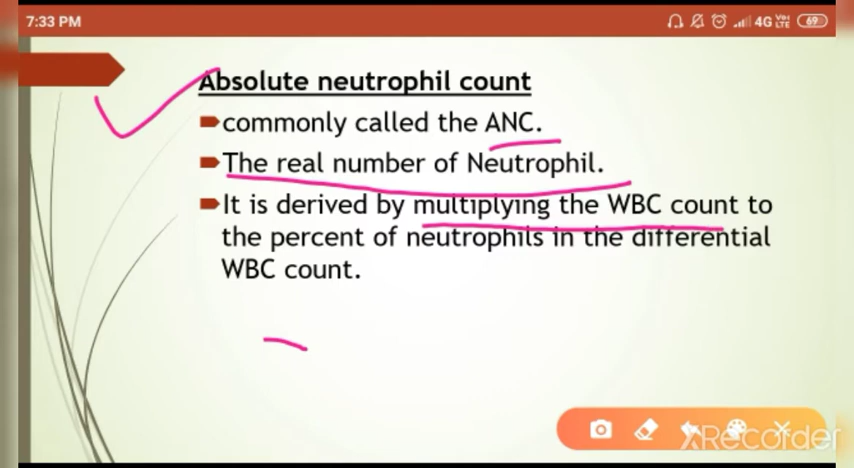 7:33 PM
4G VoLTE 69
Absolute neutrophil count
commonly called the ANC.
The real number of Neutrophil.
It is derived by multiplying the WBC count to
the percent of neutrophils in the differential
WBC count.
XRecorder